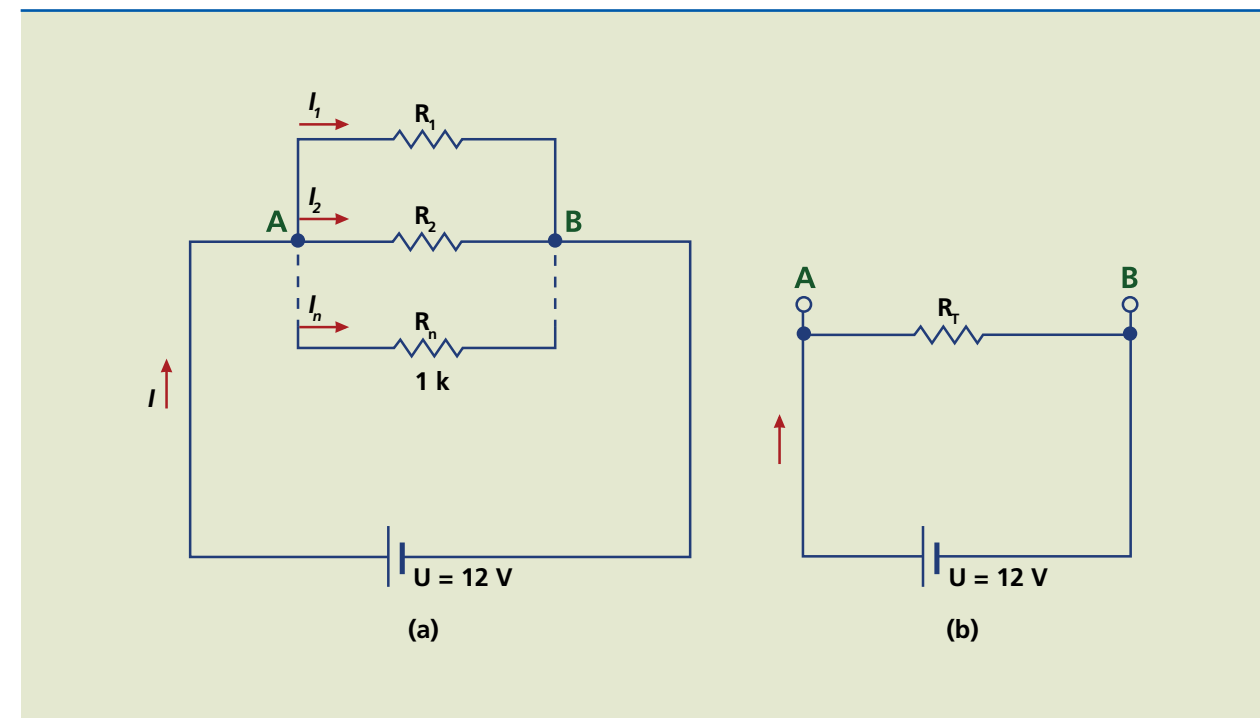 I1
R1
I2
R2
A
B
In
Rn
1 k
I
U = 12 V
(a)
A
B
RT
U = 12 V
(b)